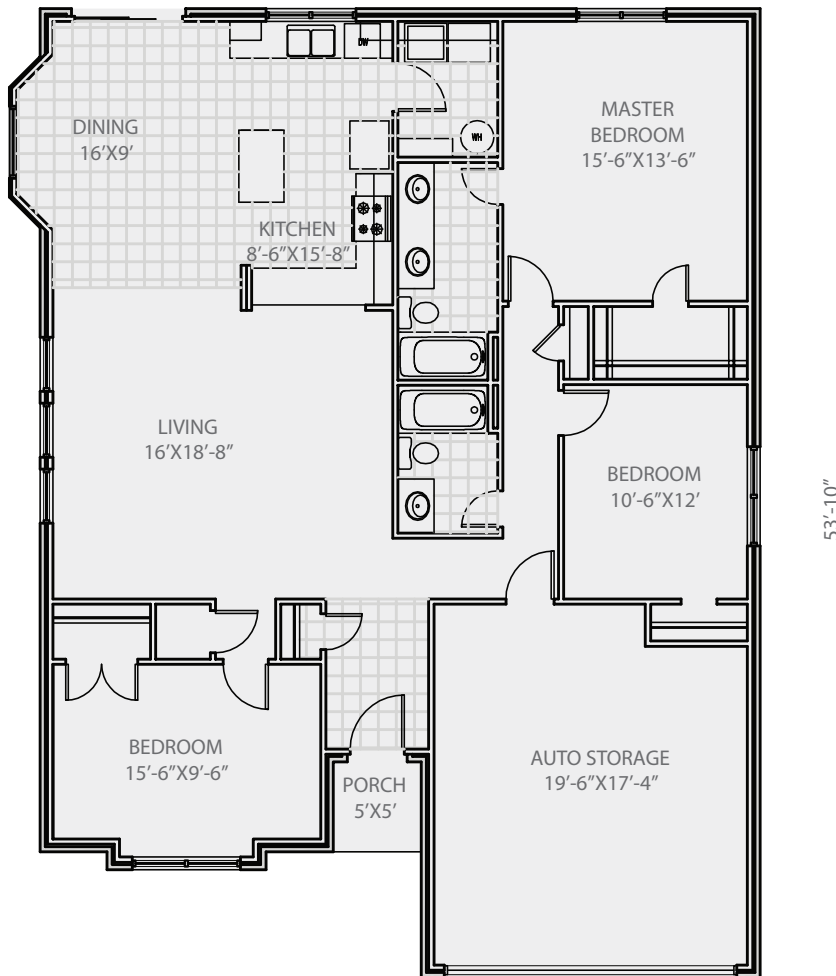 DW
MASTER
BEDROOM
15'-6"X13'-6"
DINING
16'X9'
WH
KITCHEN
8'-6"X15'-8"
LIVING
16'X18'-8"
BEDROOM
10'-6"X12'
53'-10"
BEDROOM
15'-6"X9'-6"
AUTO STORAGE
19'-6"X17'-4"
PORCH
5'X5'